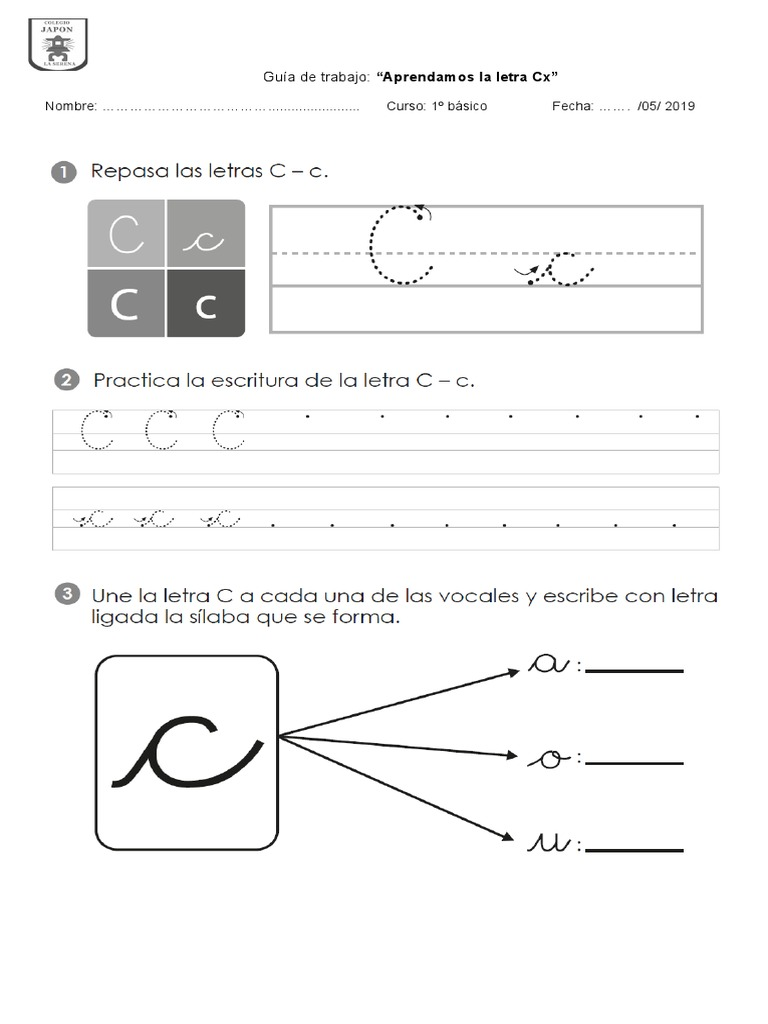 COLEGIO
JAPON
LA SERENA
Guía de trabajo: “Aprendamos la letra Cx”
Nombre: ……………………………….................... Curso: 1º básico Fecha: ……. /05/ 2019
1 Repasa las letras C – c.
C c C c
C c
2 Practica la escritura de la letra C – c.
C C C
c c c
3 Une la letra C a cada una de las vocales y escribe con letra
ligada la sílaba que se forma.
a :
c
o :
u :